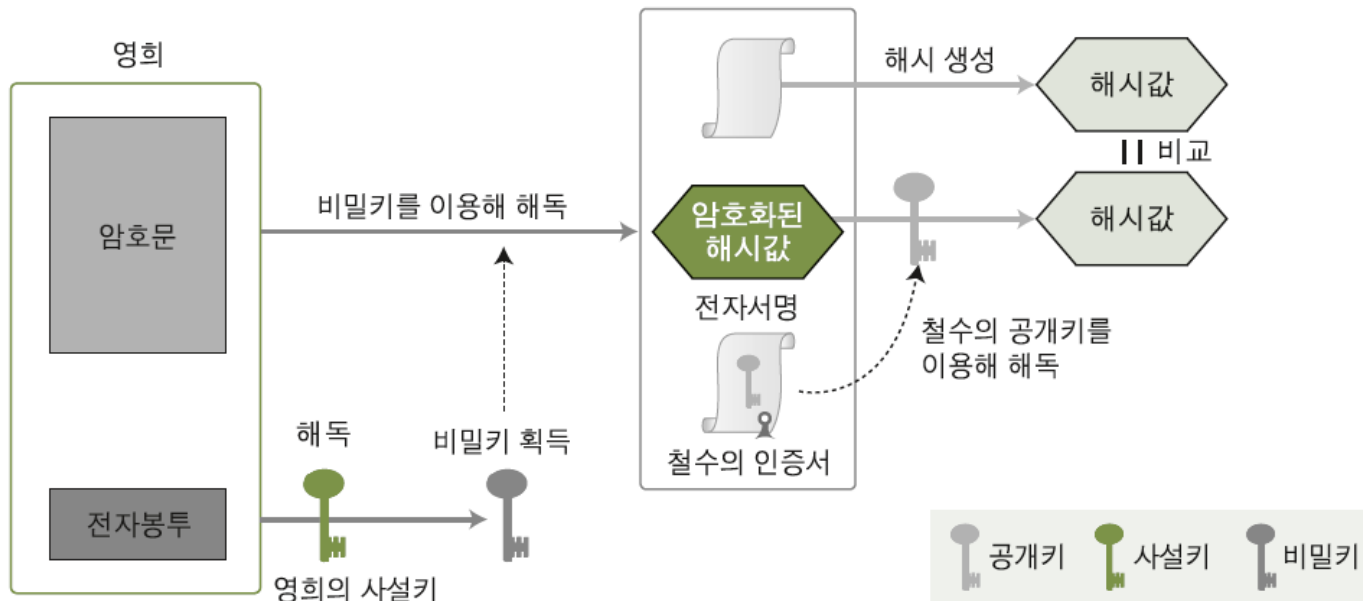 영희
암호문
전자봉투
비밀키를 이용해 해독
해독
영희의 사설키
비밀키 획득
암호화된
해시값
전자서명
철수의 인증서
해시 생성
해시값
비교
해시값
철수의 공개키를
이용해 해독
공개키
사설키
비밀키